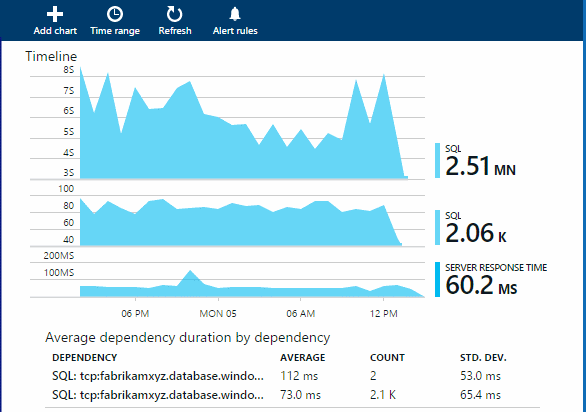 Add chart Time range Refresh Alert rules
Timeline
8S
7S
6S
5S
4S
3S
SQL
2.51 MN
100
80
60
40
SQL
2.06 K
200MS
100MS
SERVER RESPONSE TIME
60.2 MS
06 PM MON 05 06 AM 12 PM
Average dependency duration by dependency
DEPENDENCY AVERAGE COUNT STD. DEV.
SQL: tcp:fabrikamxyz.database.windo... 112 ms 2 53.0 ms
SQL: tcp:fabrikamxyz.database.windo... 73.0 ms 2.1 K 65.4 ms